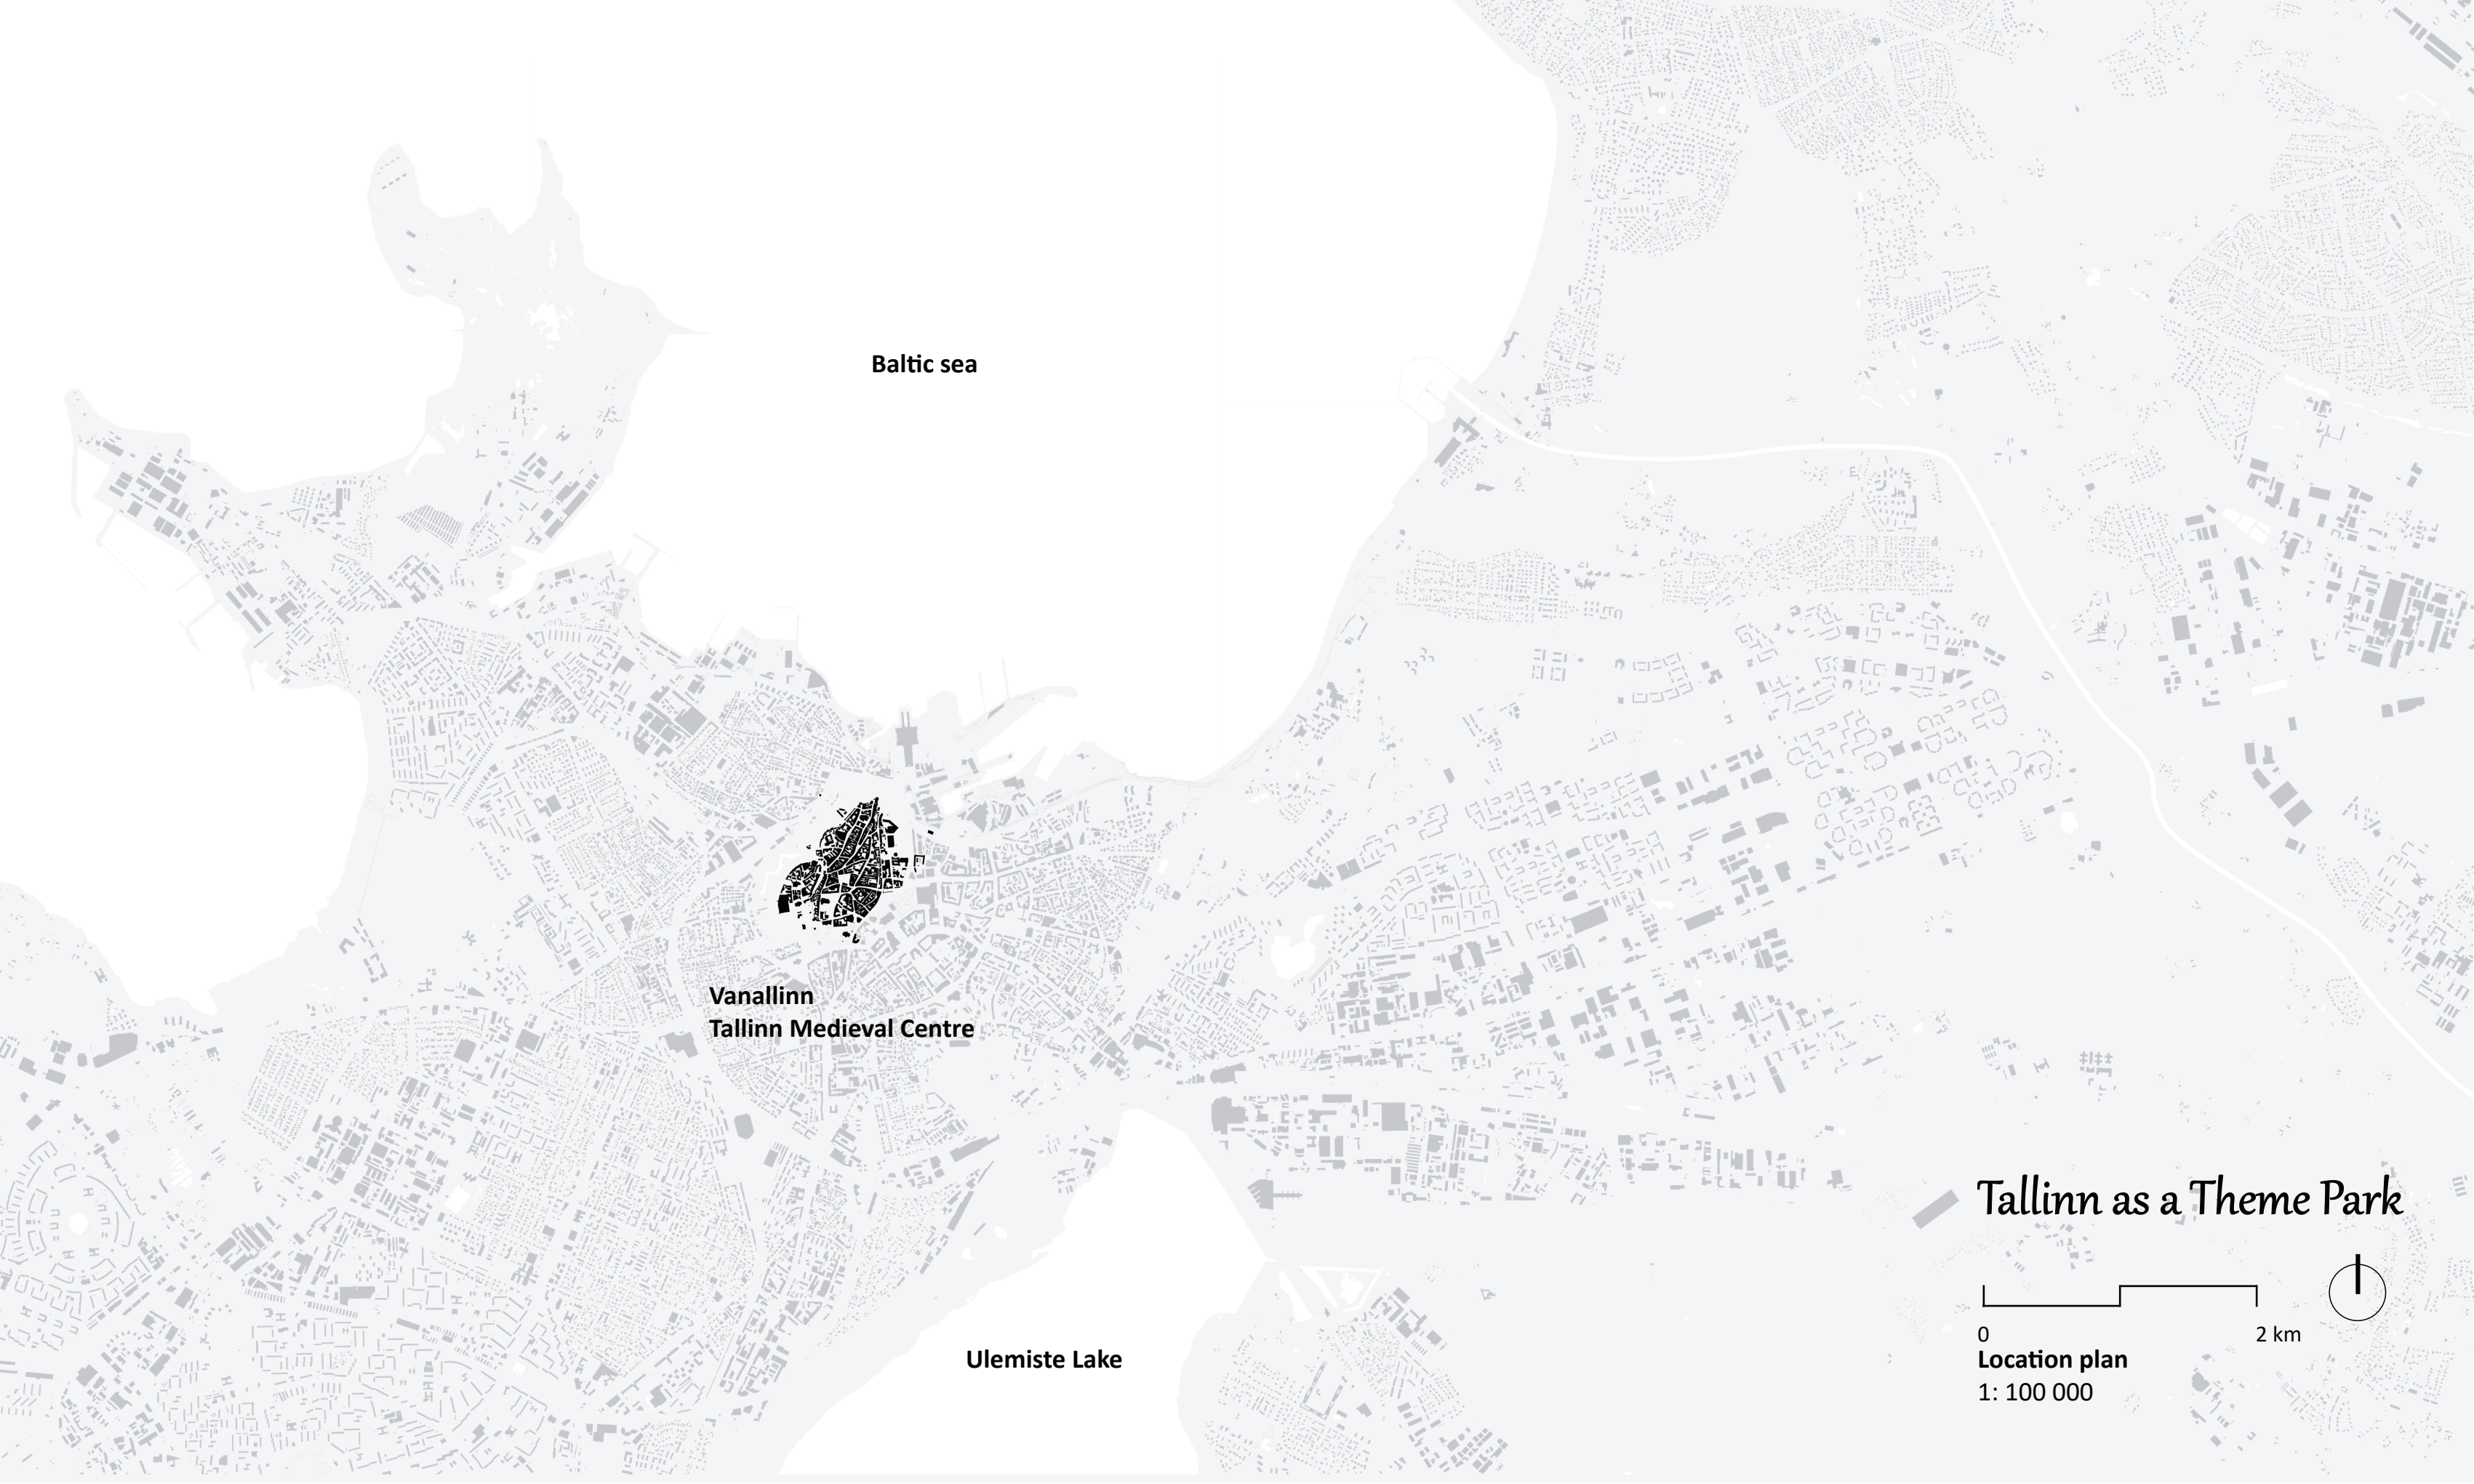 Baltic sea
Vanallinn
Tallinn Medieval Centre
Tallinn as a Theme Park
0
2 km
Ulemiste Lake
Location plan
1: 100 000